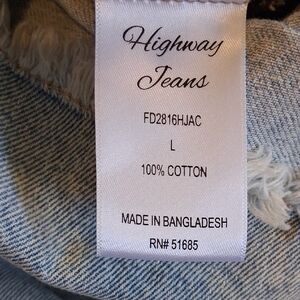 Highway
Jeans
FD2816HJAC
L
100% COTTON
MADE IN BANGLADESH
RN# 51685